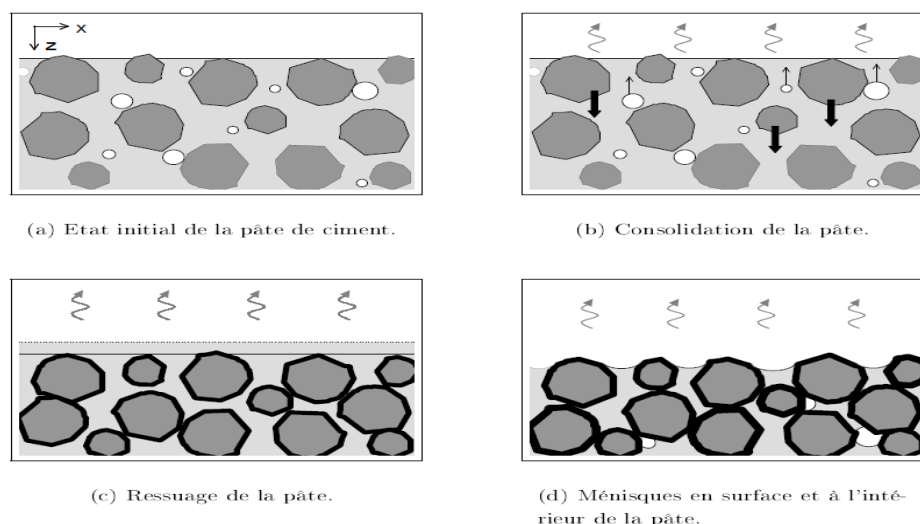 x
z
(a) Etat initial de la pâte de ciment.
(b) Consolidation de la pâte.
(c) Ressuage de la pâte.
(d) Ménisques en surface et à l'inté-
rieur de la pâte.